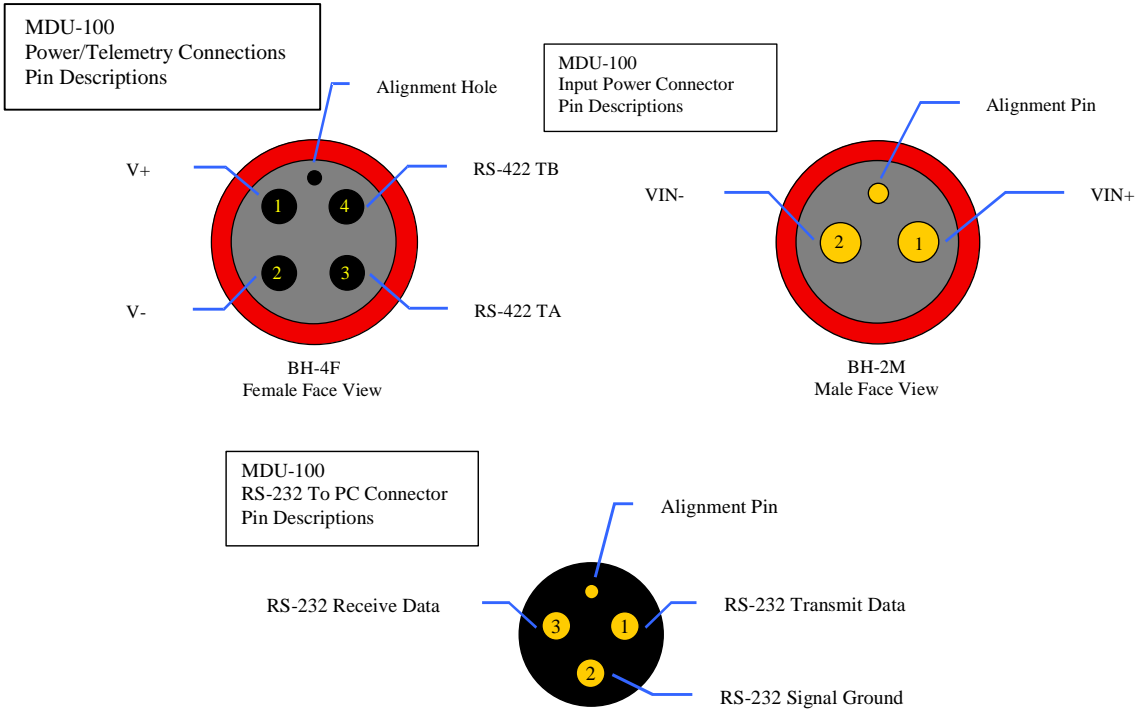 MDU-100
Power/Telemetry Connections
Pin Descriptions
Alignment Hole
V+
RS-422 TB
1
4
2
3
V-
RS-422 TA
BH-4F
Female Face View
MDU-100
Input Power Connector
Pin Descriptions
Alignment Pin
VIN-
VIN+
2
1
BH-2M
Male Face View
MDU-100
RS-232 To PC Connector
Pin Descriptions
Alignment Pin
RS-232 Receive Data
RS-232 Transmit Data
3
1
2
RS-232 Signal Ground